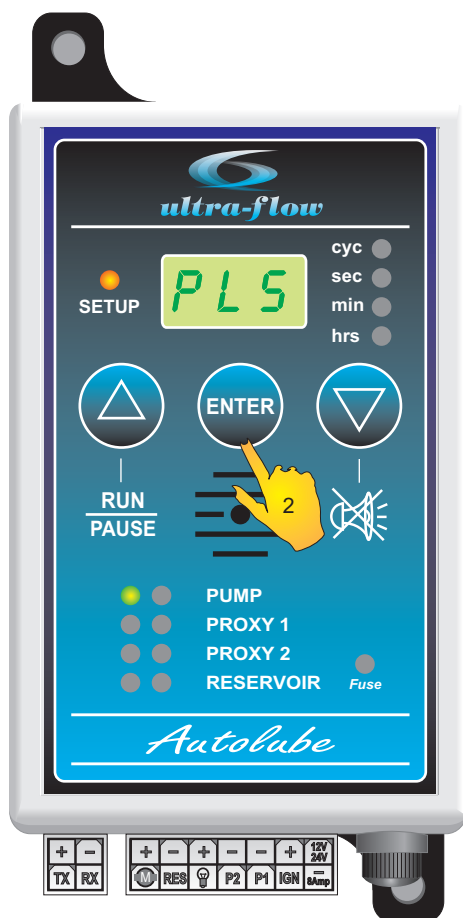 ultra-flow
cyc
sec
min
hrs
PLS
SETUP
ENTER
2
RUN
PAUSE
PUMP
PROXY 1
PROXY 2
RESERVOIR
Fuse
Autolube
+ - + - + - - + 12V
24V
TX RX M RES P2 P1 IGN - 8Amp